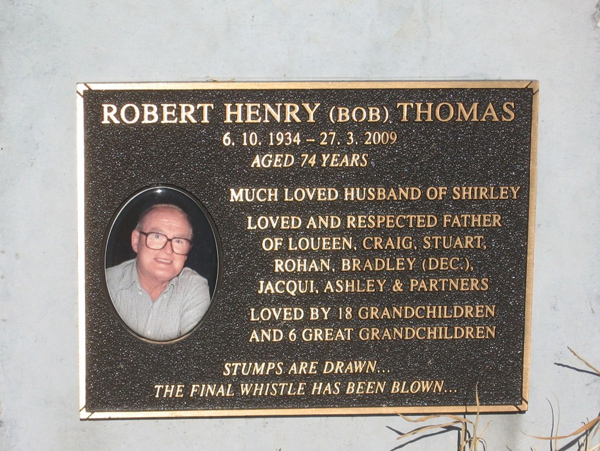 ROBERT HENRY (BOB) THOMAS
6. 10. 1934 – 27. 3. 2009
AGED 74 YEARS
MUCH LOVED HUSBAND OF SHIRLEY
LOVED AND RESPECTED FATHER
OF LOUEEN, CRAIG, STUART,
ROHAN, BRADLEY (DEC.),
JACQUI, ASHLEY & PARTNERS
LOVED BY 18 GRANDCHILDREN
AND 6 GREAT GRANDCHILDREN
STUMPS ARE DRAWN...
THE FINAL WHISTLE HAS BEEN BLOWN...